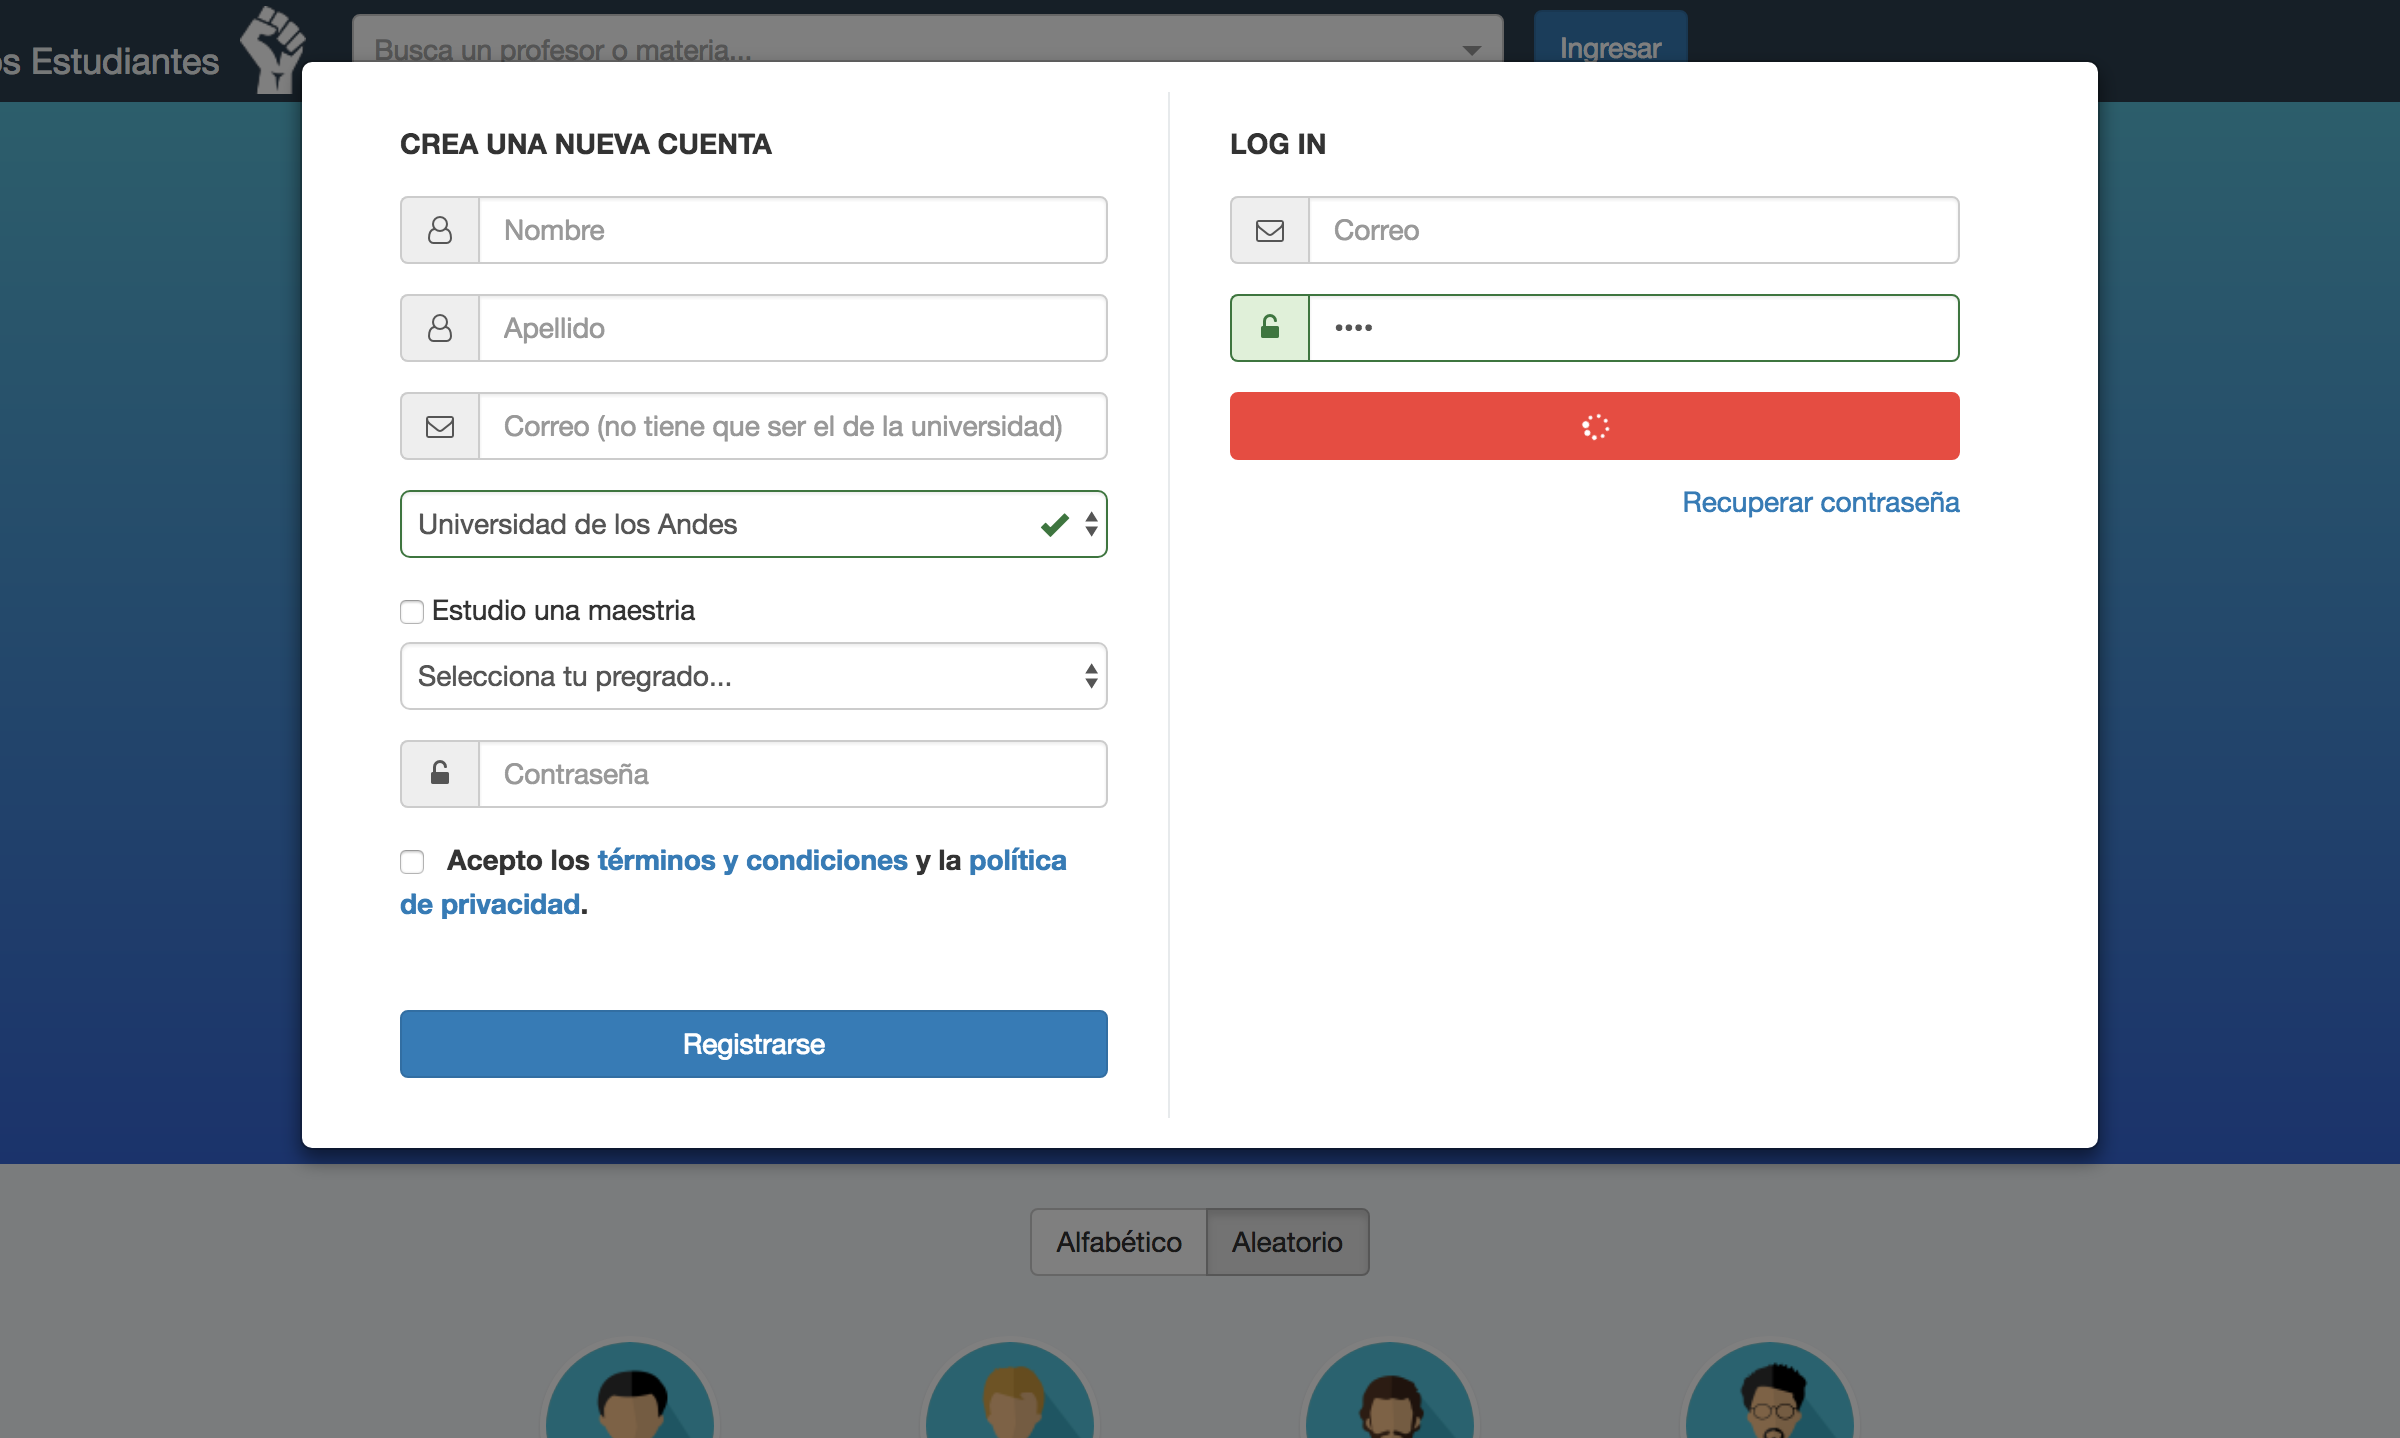 s Estudiantes
Busca un profesor o materia...
Ingresar
CREA UNA NUEVA CUENTA
Nombre
Apellido
Correo (no tiene que ser el de la universidad)
Universidad de los Andes
Estudio una maestria
Selecciona tu pregrado...
Contraseña
Acepto los términos y condiciones y la política
de privacidad.
Registrarse
LOG IN
Correo
••••
Recuperar contraseña
Alfabético
Aleatorio